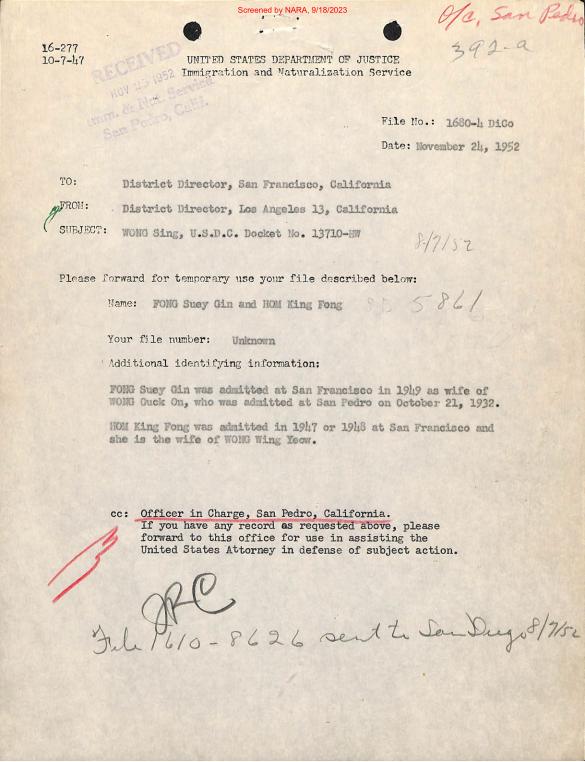 Screened by NARA, 9/18/2023
O/c, San Pedro
392-a
16-277
10-7-47
RECEIVED
NOV 25 1952
Imm. & Nat. Service
San Pedro, Calif.
UNITED STATES DEPARTMENT OF JUSTICE
Immigration and Naturalization Service
File No.: 1680-4 DiCo
Date: November 24, 1952
TO: District Director, San Francisco, California
FROM: District Director, Los Angeles 13, California
SUBJECT: WONG Sing, U.S.D.C. Docket No. 13710-HW
8/7/52
Please forward for temporary use your file described below:
Name: FONG Suey Gin and HOM King Fong
5861
Your file number: Unknown
Additional identifying information:
FONG Suey Gin was admitted at San Francisco in 1949 as wife of
WONG Ouck On, who was admitted at San Pedro on October 21, 1932.
HOM King Fong was admitted in 1947 or 1948 at San Francisco and
she is the wife of WONG Wing Yeow.
cc: Officer in Charge, San Pedro, California.
If you have any record as requested above, please
forward to this office for use in assisting the
United States Attorney in defense of subject action.
JRC
File 1610-8626 sent to San Diego 8/7/52